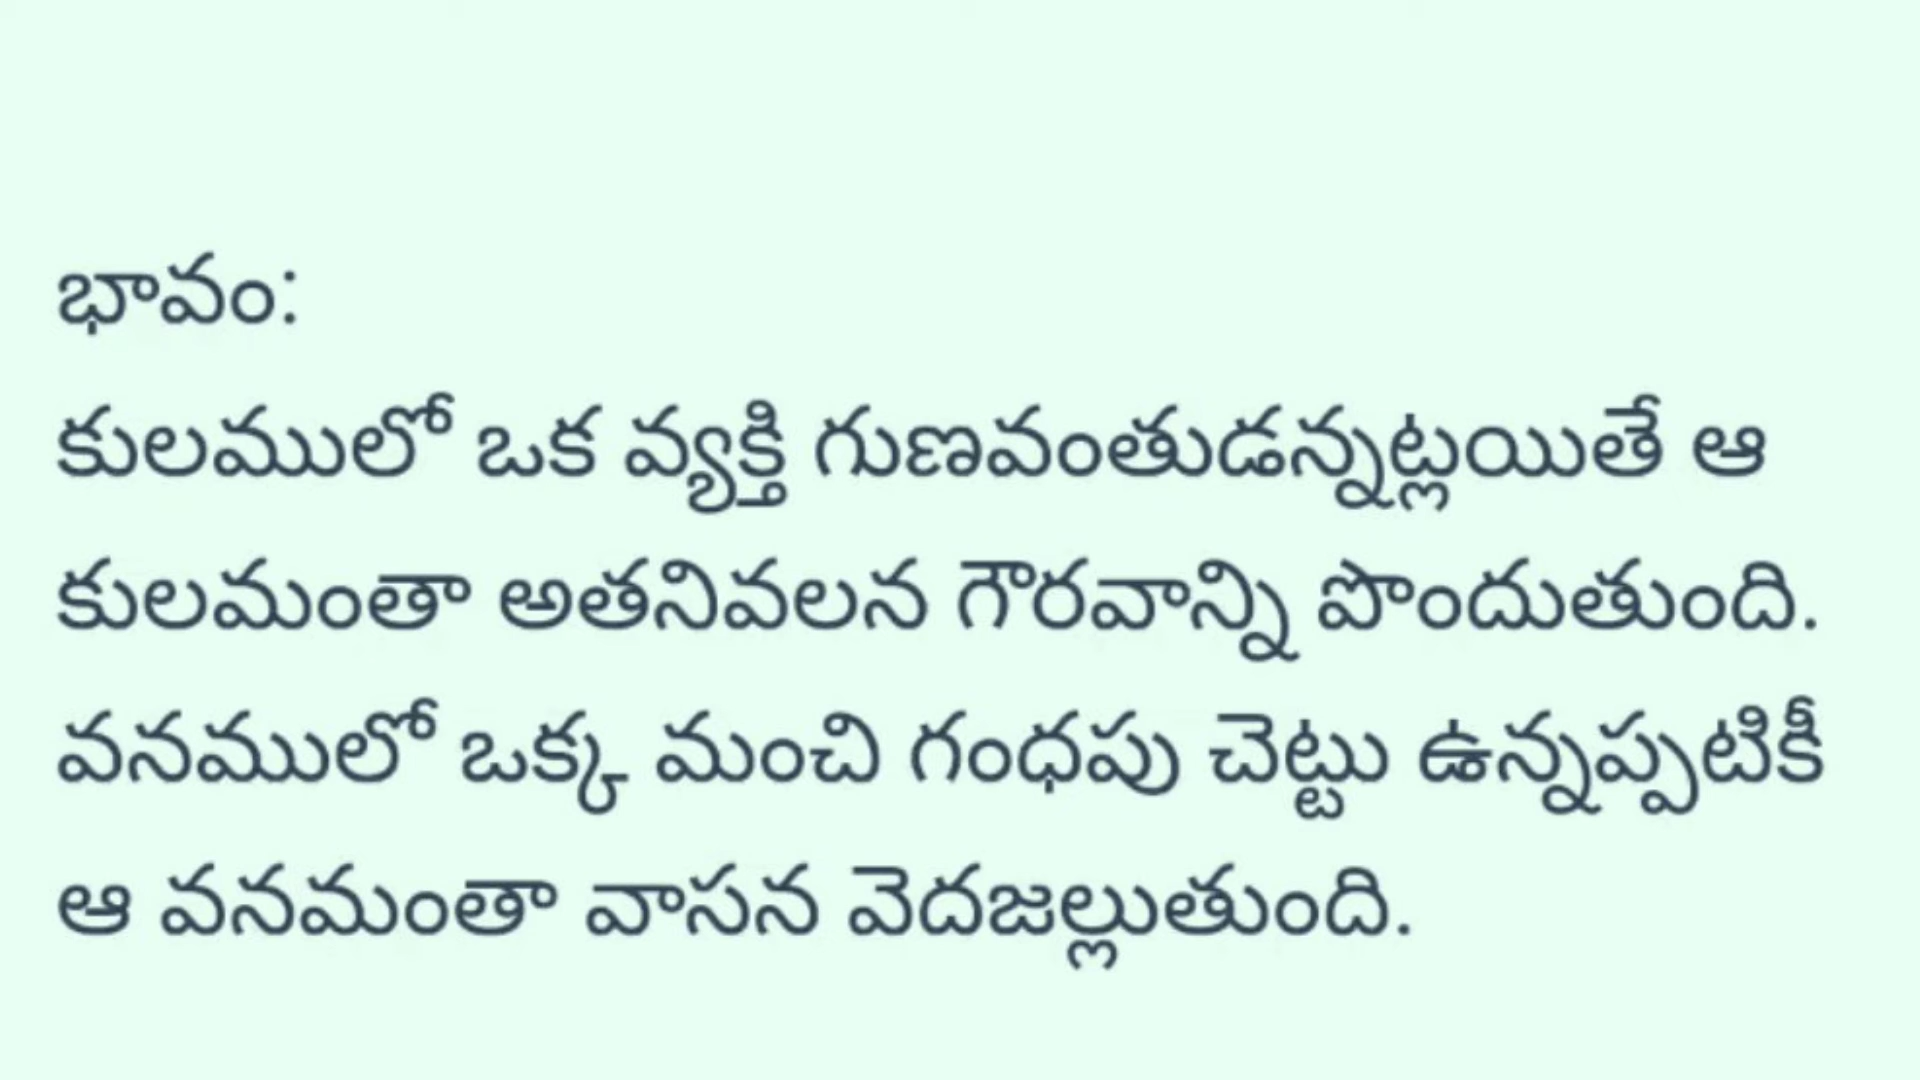 భావం:
కులములో ఒక వ్యక్తి గుణవంతుడన్నట్లయితే ఆ
కులమంతా అతనివలన గౌరవాన్ని పొందుతుంది.
వనములో ఒక్క మంచి గంధపు చెట్టు ఉన్నప్పటికీ
ఆ వనమంతా వాసన వెదజల్లుతుంది.